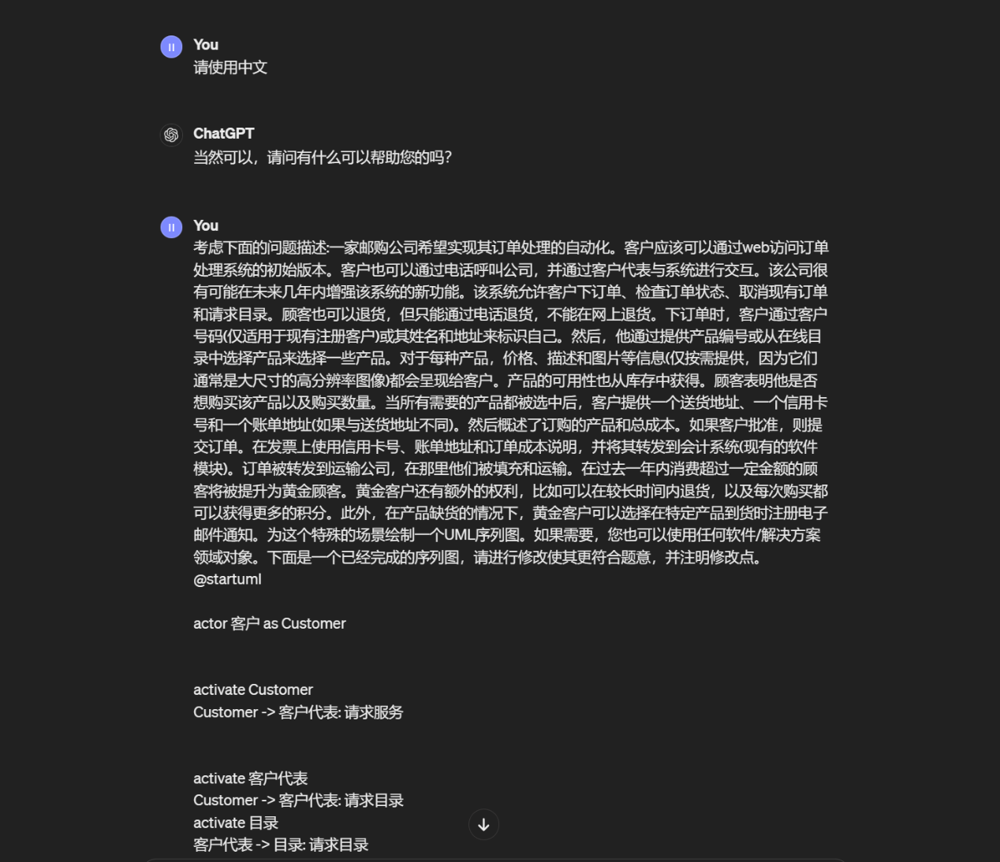 You
请使用中文
ChatGPT
当然可以，请问有什么可以帮助您的吗？
You
考虑下面的问题描述:一家邮购公司希望实现其订单处理的自动化。客户应该可以通过web访问订单
处理系统的初始版本。客户也可以通过电话呼叫公司，并通过客户代表与系统进行交互。该公司很
有可能在未来几年内增强该系统的新功能。该系统允许客户下订单、检查订单状态、取消现有订单
和请求目录。顾客也可以退货，但只能通过电话退货，不能在网上退货。下订单时，客户通过客户
号码(仅适用于现有注册客户)或其姓名和地址来标识自己。然后，他通过提供产品编号或从在线目
录中选择产品来选择一些产品。对于每种产品，价格、描述和图片等信息(仅按需提供，因为它们
通常是大尺寸的高分辨率图像)都会呈现给客户。产品的可用性也从库存中获得。顾客表明他是否
想购买该产品以及购买数量。当所有需要的产品都被选中后，客户提供一个送货地址、一个信用卡
号和一个账单地址(如果与送货地址不同)。然后概述了订购的产品和总成本。如果客户批准，则提
交订单。在发票上使用信用卡号、账单地址和订单成本说明，并将其转发到会计系统(现有的软件
模块)。订单被转发到运输公司，在那里他们被填充和运输。在过去一年内消费超过一定金额的顾
客将被提升为黄金顾客。黄金客户还有额外的权利，比如可以在较长时间内退货，以及每次购买都
可以获得更多的积分。此外，在产品缺货的情况下，黄金客户可以选择在特定产品到货时注册电子
邮件通知。为这个特殊的场景绘制一个UML序列图。如果需要，您也可以使用任何软件/解决方案
领域对象。下面是一个已经完成的序列图，请进行修改使其更符合题意，并注明修改点。
@startuml
actor 客户 as Customer
activate Customer
Customer -> 客户代表: 请求服务
activate 客户代表
Customer -> 客户代表: 请求目录
activate 目录
客户代表 -> 目录: 请求目录